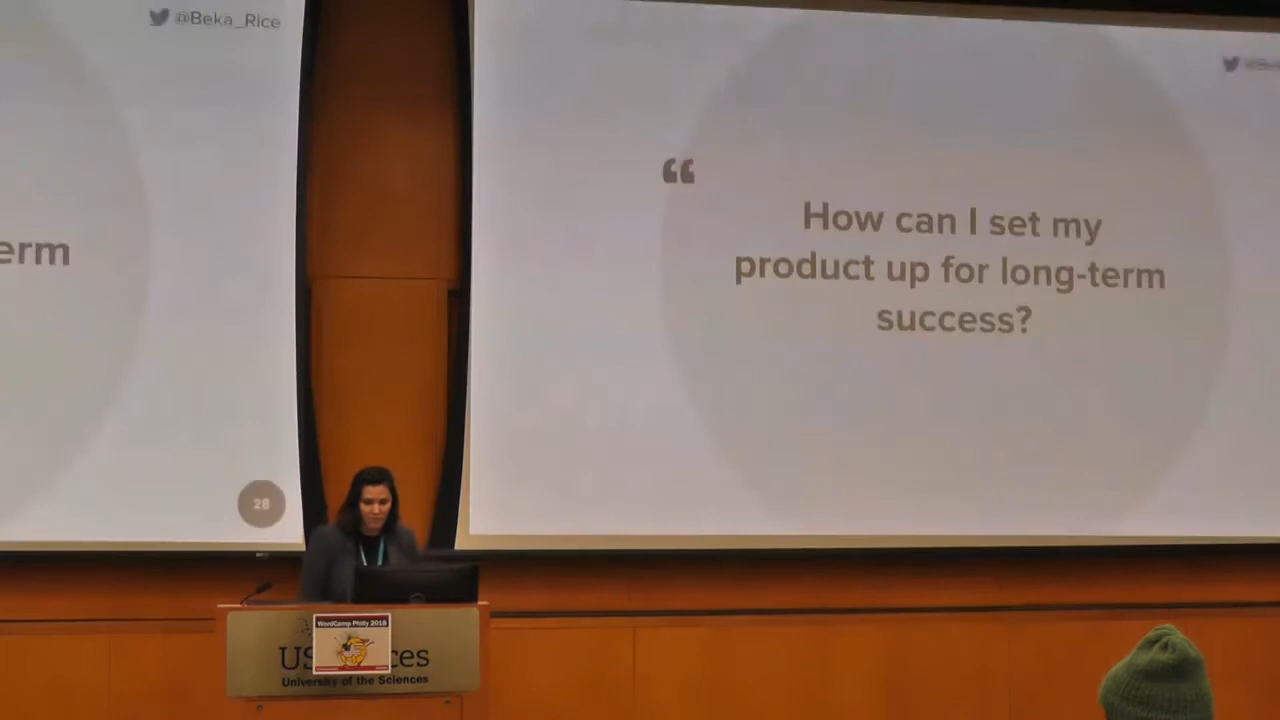 @Beka_Rice
erm
28
“
How can I set my
product up for long-term
success?
WordCamp Philly 2018
US ces
University of the Sciences